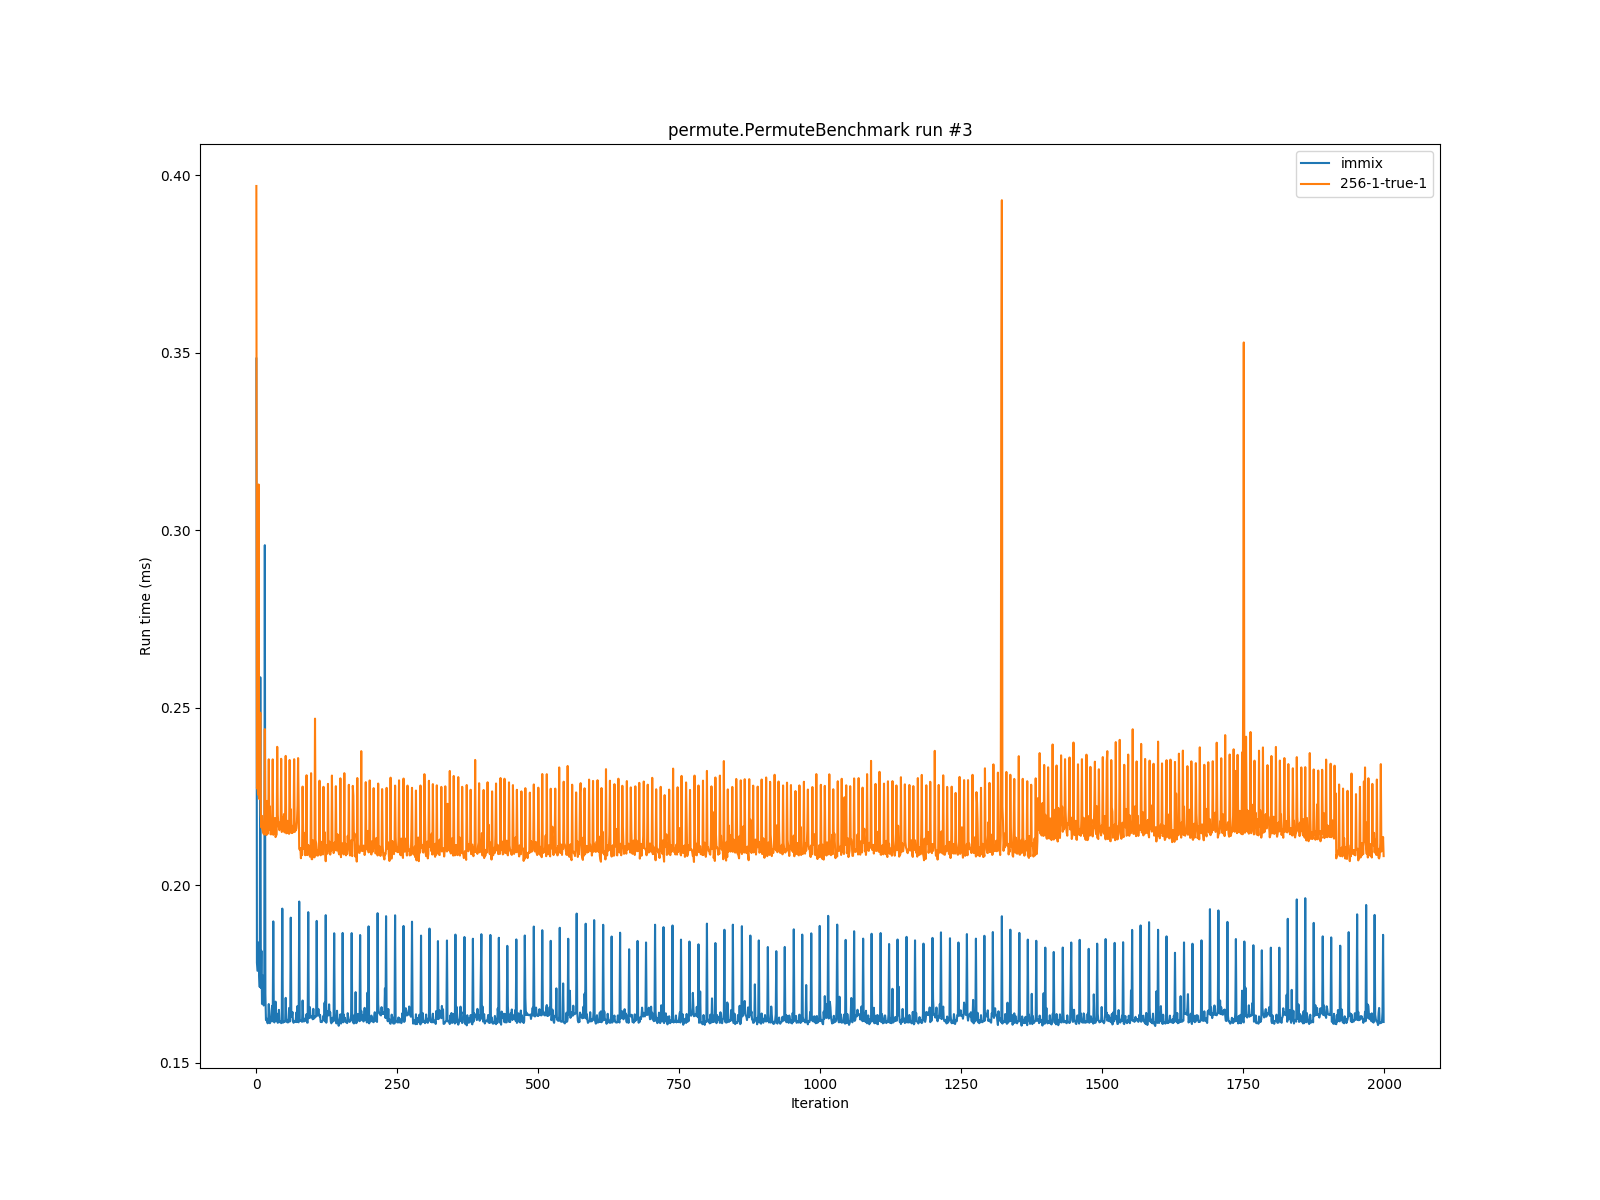 permute.PermuteBenchmark run #3
immix
256-1-true-1
0.40
0.35
0.30
0.25
0.20
0.15
Run time (ms)
0 250 500 750 1000 1250 1500 1750 2000
Iteration